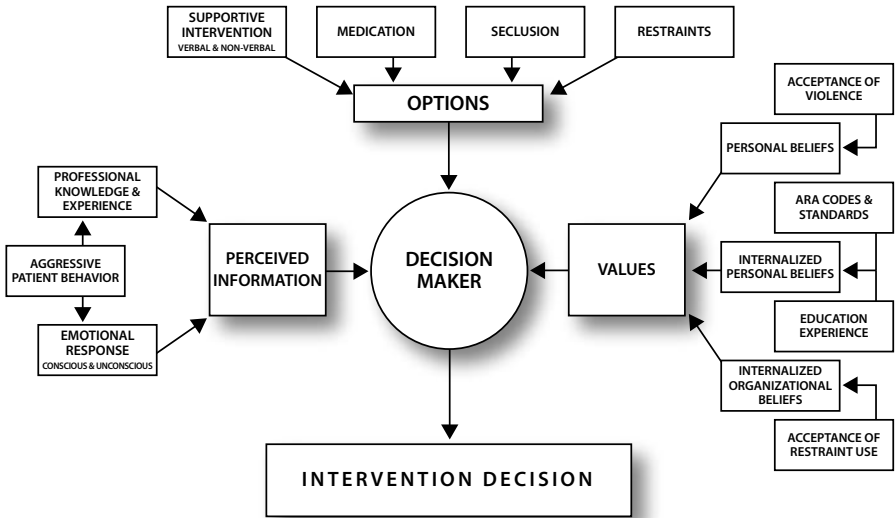 SUPPORTIVE
INTERVENTION
VERBAL & NON-VERBAL
MEDICATION
SECLUSION
RESTRAINTS
OPTIONS
ACCEPTANCE OF
VIOLENCE
PERSONAL BELIEFS
PROFESSIONAL
KNOWLEDGE &
EXPERIENCE
ARA CODES &
STANDARDS
AGGRESSIVE
PATIENT BEHAVIOR
PERCEIVED
INFORMATION
DECISION
MAKER
VALUES
INTERNALIZED
PERSONAL BELIEFS
EMOTIONAL
RESPONSE
CONSCIOUS & UNCONSCIOUS
EDUCATION
EXPERIENCE
INTERNALIZED
ORGANIZATIONAL
BELIEFS
ACCEPTANCE OF
RESTRAINT USE
INTERVENTION DECISION